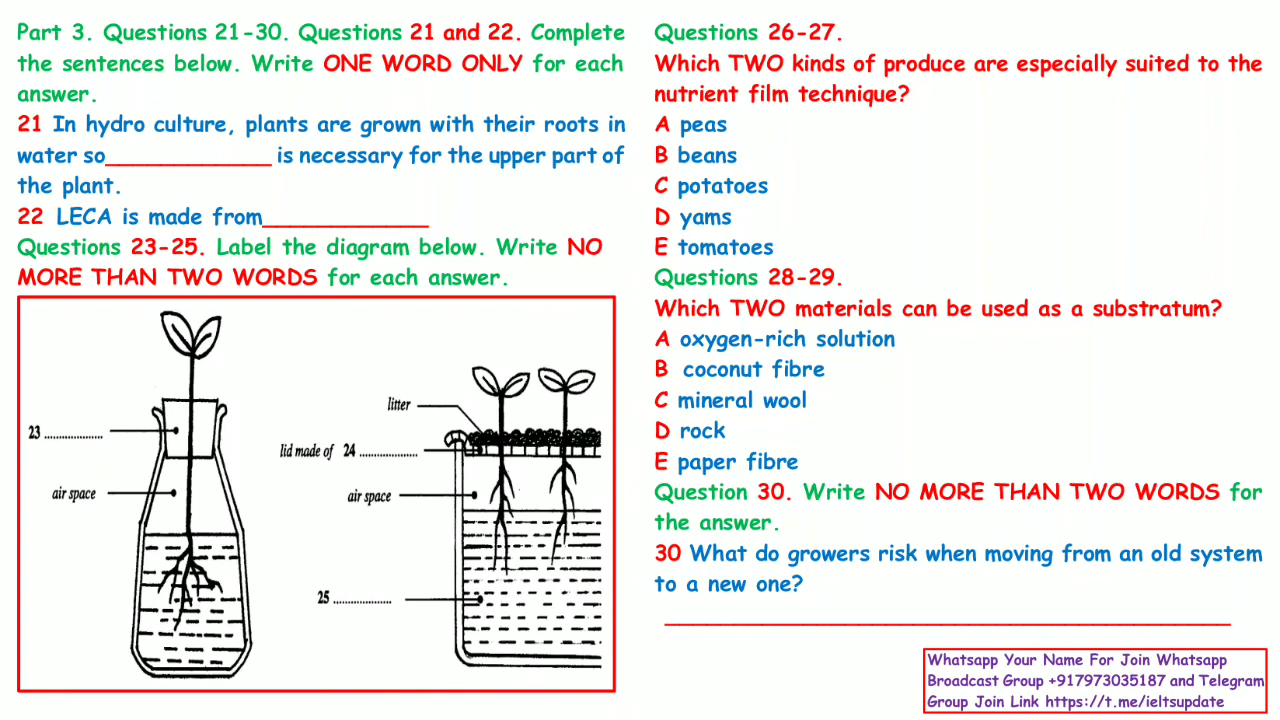 Part 3. Questions 21-30. Questions 21 and 22. Complete
the sentences below. Write ONE WORD ONLY for each
answer.
21 In hydro culture, plants are grown with their roots in
water so_____________ is necessary for the upper part of
the plant.
22 LECA is made from_____________
Questions 23-25. Label the diagram below. Write NO
MORE THAN TWO WORDS for each answer.
litter
23 ....................
lid made of 24 ....................
air space
air space
25 ....................
Questions 26-27.
Which TWO kinds of produce are especially suited to the
nutrient film technique?
A peas
B beans
C potatoes
D yams
E tomatoes
Questions 28-29.
Which TWO materials can be used as a substratum?
A oxygen-rich solution
B coconut fibre
C mineral wool
D rock
E paper fibre
Question 30. Write NO MORE THAN TWO WORDS for
the answer.
30 What do growers risk when moving from an old system
to a new one?
_____________________________________________
Whatsapp Your Name For Join Whatsapp
Broadcast Group +917973035187 and Telegram
Group Join Link https://t.me/ieltsupdate